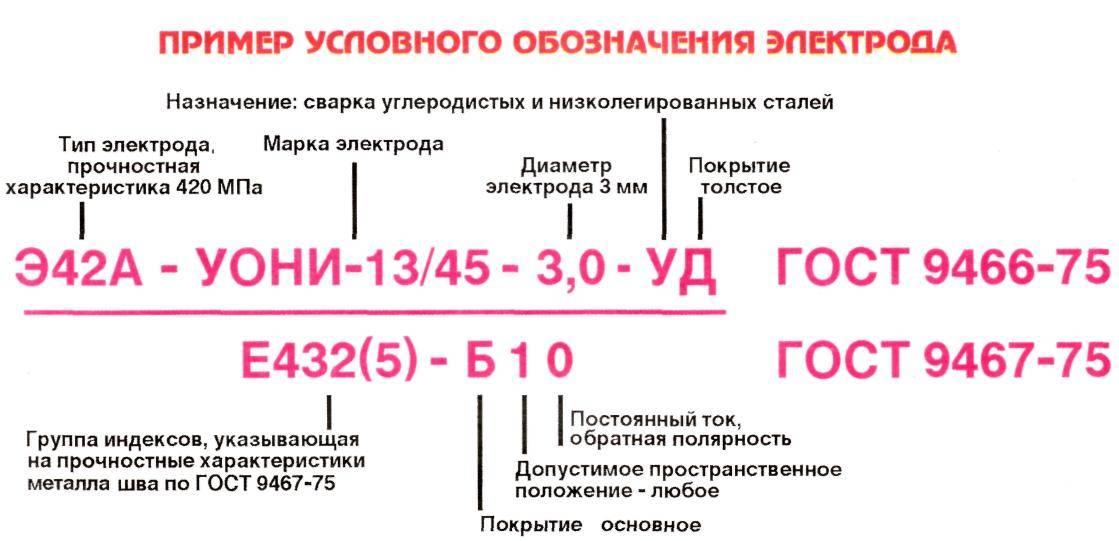 ПРИМЕР УСЛОВНОГО ОБОЗНАЧЕНИЯ ЭЛЕКТРОДА
Назначение: сварка углеродистых и низколегированных сталей
Тип электрода,
прочностная
характеристика 420 МПа
Марка электрода
Диаметр
электрода 3 мм
Покрытие
толстое
Э42А - УОНИ-13/45 - 3,0 - УД ГОСТ 9466-75
Е432(5) - Б 1 0 ГОСТ 9467-75
Группа индексов, указывающая
на прочностные характеристики
металла шва по ГОСТ 9467-75
Постоянный ток,
обратная полярность
Допустимое пространственное
положение - любое
Покрытие основное